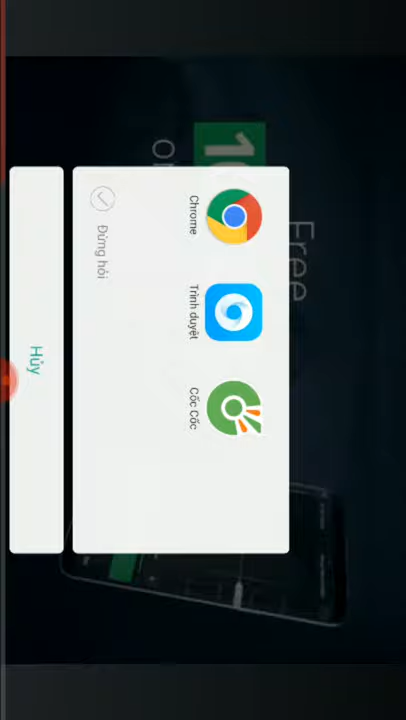 Free
Chrome
Trình duyệt
Cốc Cốc
Đừng hỏi
Hủy